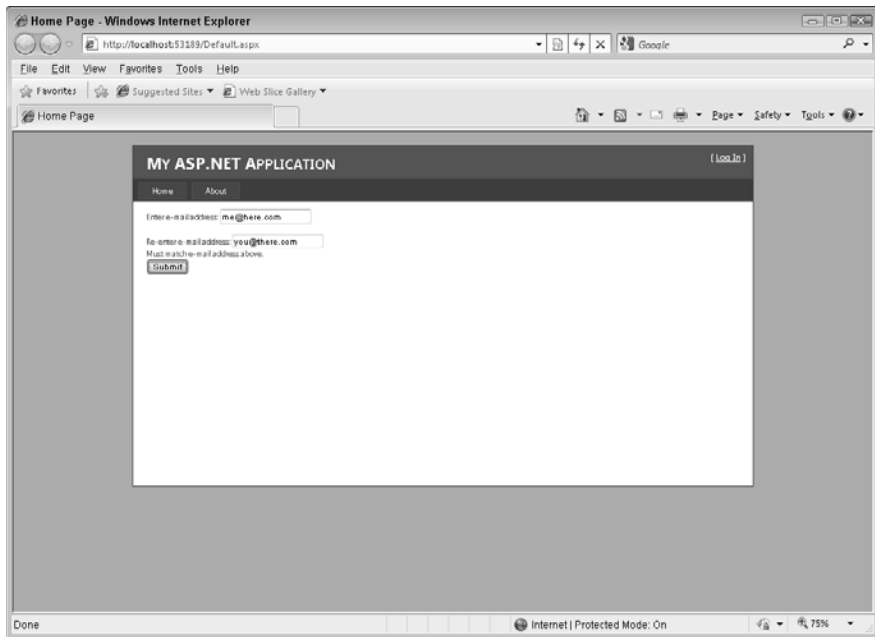 Home Page - Windows Internet Explorer
http://localhost:53189/Default.aspx
Google
File Edit View Favorites Tools Help
Favorites Suggested Sites Web Slice Gallery
Home Page Page Safety Tools
MY ASP.NET APPLICATION [ Log In ]
Home About
Enter e-mail address: me@here.com
Re-enter e-mail address: you@there.com
Must match e-mail address above.
Submit
Done Internet | Protected Mode: On 75%